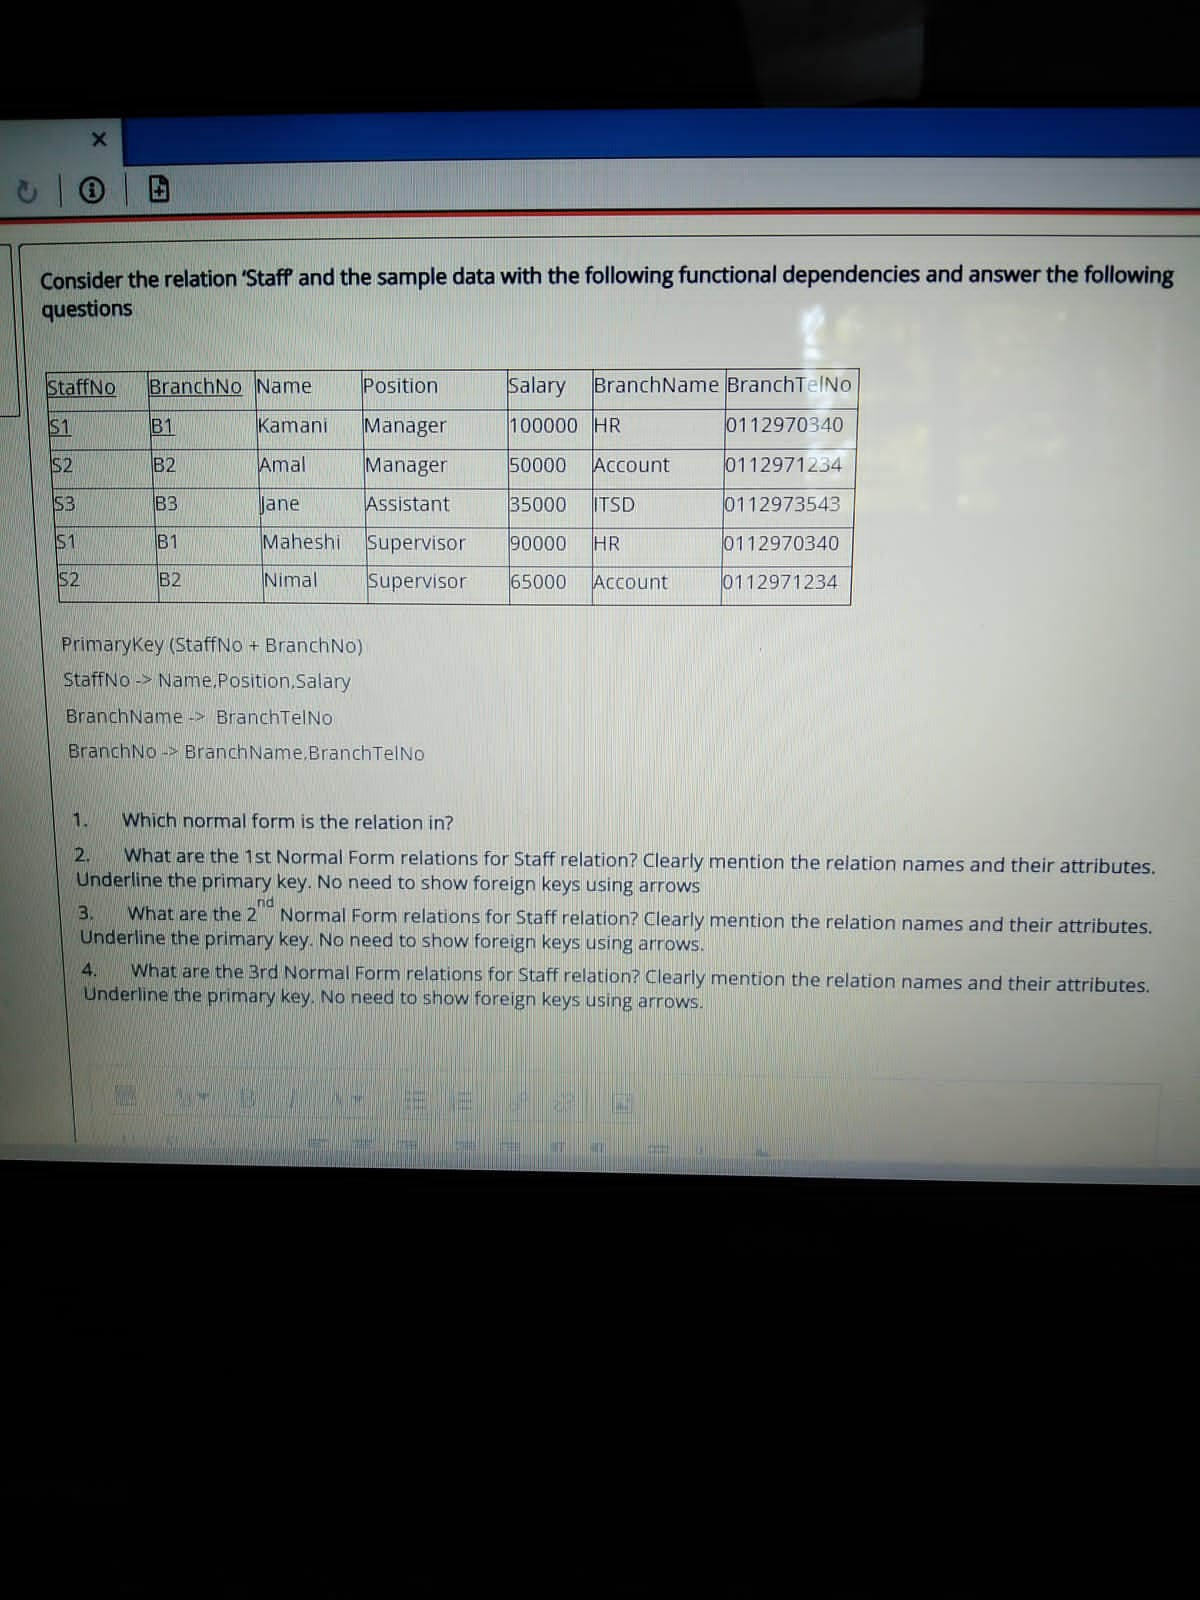 Consider the relation 'Staff' and the sample data with the following functional dependencies and answer the following
questions
StaffNo BranchNo Name Position Salary BranchName BranchTelNo
S1 B1 Kamani Manager 100000 HR 0112970340
S2 B2 Amal Manager 50000 Account 0112971234
S3 B3 Jane Assistant 35000 ITSD 0112973543
S1 B1 Maheshi Supervisor 90000 HR 0112970340
S2 B2 Nimal Supervisor 65000 Account 0112971234
PrimaryKey (StaffNo + BranchNo)
StaffNo -> Name,Position,Salary
BranchName -> BranchTelNo
BranchNo -> BranchName,BranchTelNo
1. Which normal form is the relation in?
2. What are the 1st Normal Form relations for Staff relation? Clearly mention the relation names and their attributes.
Underline the primary key. No need to show foreign keys using arrows
3. What are the 2nd Normal Form relations for Staff relation? Clearly mention the relation names and their attributes.
Underline the primary key. No need to show foreign keys using arrows.
4. What are the 3rd Normal Form relations for Staff relation? Clearly mention the relation names and their attributes.
Underline the primary key. No need to show foreign keys using arrows.